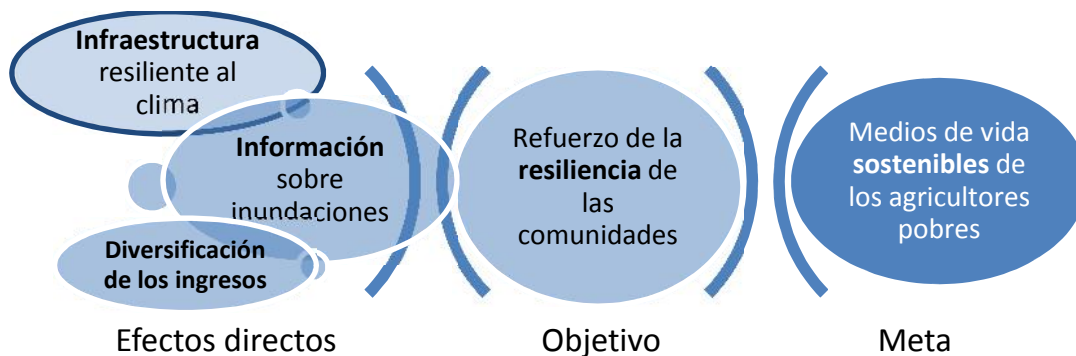 Infraestructura
resiliente al
clima
Información
sobre
inundaciones
Diversificación
de los ingresos
Efectos directos
Refuerzo de la
resiliencia de
las
comunidades
Objetivo
Medios de vida
sostenibles de
los agricultores
pobres
Meta